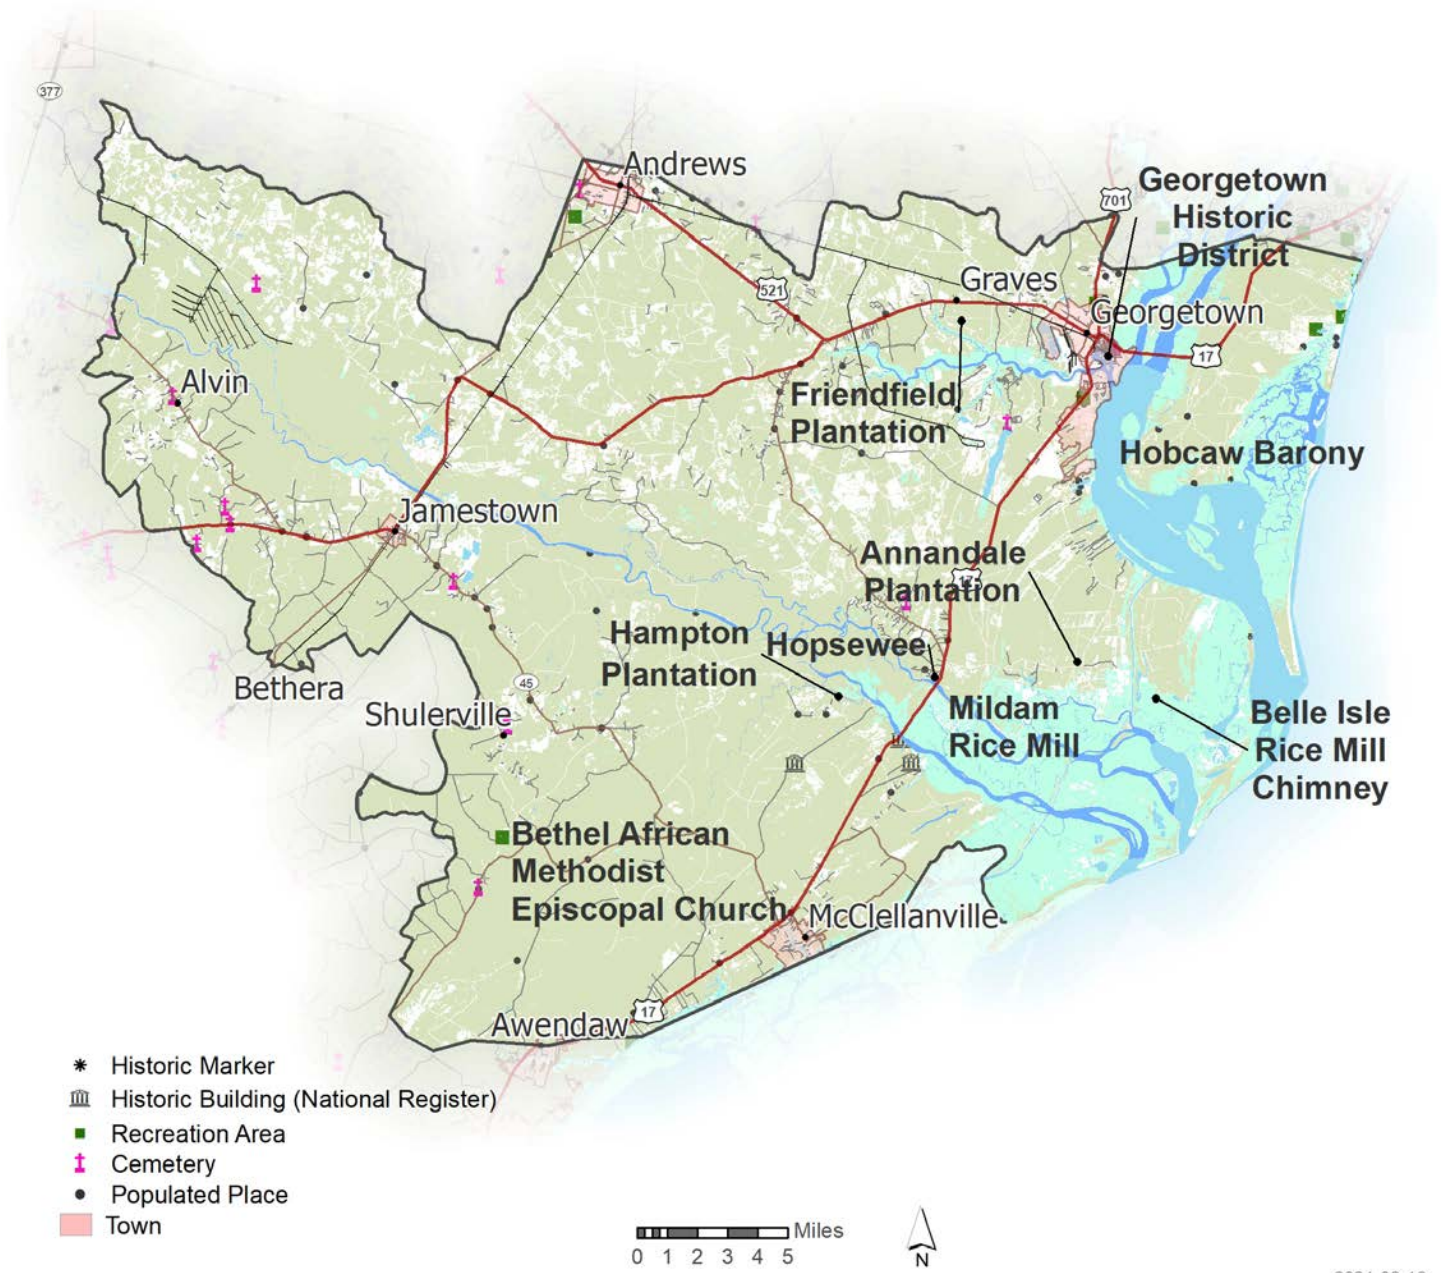 377
Andrews
701
Georgetown
Historic
District
521
Graves
Georgetown
17
Alvin
Friendfield
Plantation
Hobcaw Barony
Jamestown
Annandale
Plantation
17
Hampton
Plantation
Hopsewee
Bethera
45
Shulerville
Mildam
Rice Mill
Belle Isle
Rice Mill
Chimney
Bethel African
Methodist
Episcopal Church
McClellanville
17
Awendaw
Historic Marker
Historic Building (National Register)
Recreation Area
Cemetery
Populated Place
Town
Miles
0 1 2 3 4 5
N